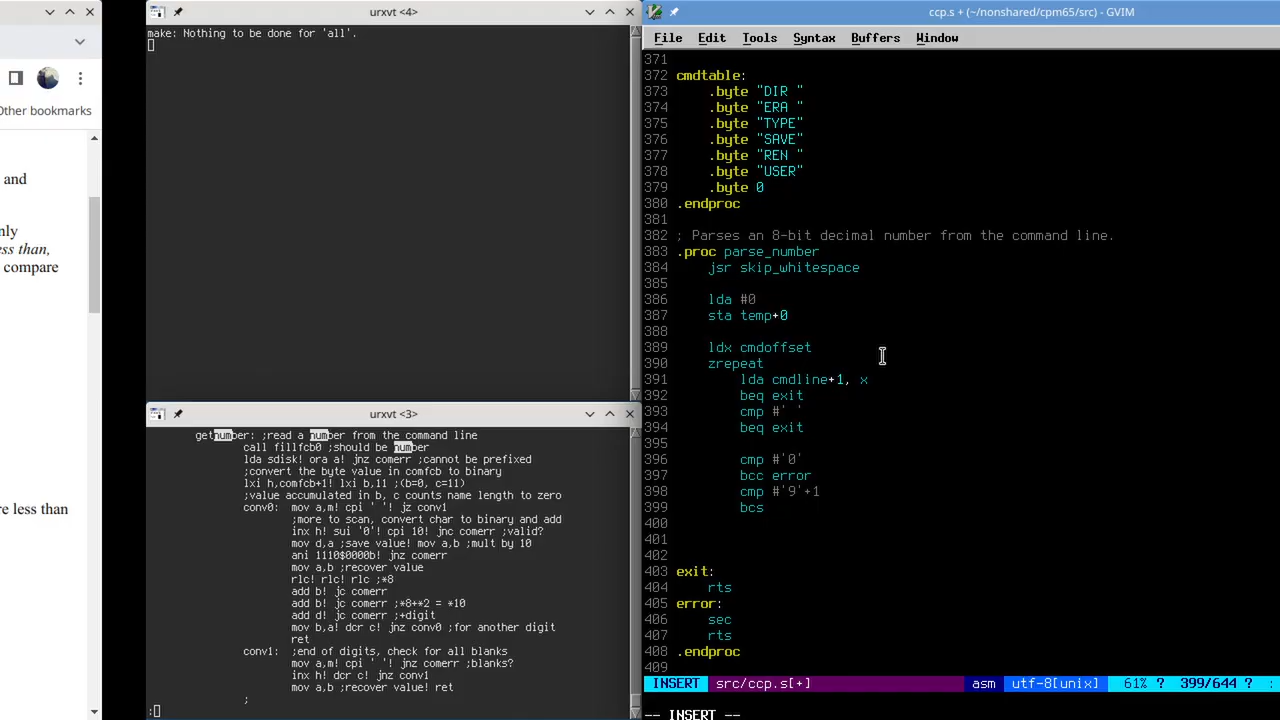 Other bookmarks
and
nly
ess than,
compare
re less than
urxvt <4>
make: Nothing to be done for 'all'.
urxvt <3>
getnumber: ;read a number from the command line
call fillfcb0 ;should be number
lda sdisk! ora a! jnz comerr ;cannot be prefixed
;convert the byte value in comfcb to binary
lxi h,comfcb+1! lxi b,11 ;(b=0, c=11)
;value accumulated in b, c counts name length to zero
conv0: mov a,m! cpi ' '! jz conv1
;more to scan, convert char to binary and add
inx h! sui '0'! cpi 10! jnc comerr ;valid?
mov d,a ;save value! mov a,b ;mult by 10
ani 1110$0000b! jnz comerr
mov a,b ;recover value
rlc! rlc! rlc ;*8
add b! jc comerr
add b! jc comerr ;*8+*2 = *10
add d! jc comerr ;+digit
mov b,a! dcr c! jnz conv0 ;for another digit
ret
conv1: ;end of digits, check for all blanks
mov a,m! cpi ' '! jnz comerr ;blanks?
inx h! dcr c! jnz conv1
mov a,b ;recover value! ret
;
:
ccp.s + (~/nonshared/cpm65/src) - GVIM
File Edit Tools Syntax Buffers Window
371
372 cmdtable:
373 .byte "DIR "
374 .byte "ERA "
375 .byte "TYPE"
376 .byte "SAVE"
377 .byte "REN "
378 .byte "USER"
379 .byte 0
380 .endproc
381
382 ; Parses an 8-bit decimal number from the command line.
383 .proc parse_number
384 jsr skip_whitespace
385
386 lda #0
387 sta temp+0
388
389 ldx cmdoffset
390 zrepeat
391 lda cmdline+1, x
392 beq exit
393 cmp #' '
394 beq exit
395
396 cmp #'0'
397 bcc error
398 cmp #'9'+1
399 bcs
400
401
402
403 exit:
404 rts
405 error:
406 sec
407 rts
408 .endproc
409
INSERT src/ccp.s[+] asm utf-8[unix] 61% ? 399/644 ? :
-- INSERT --